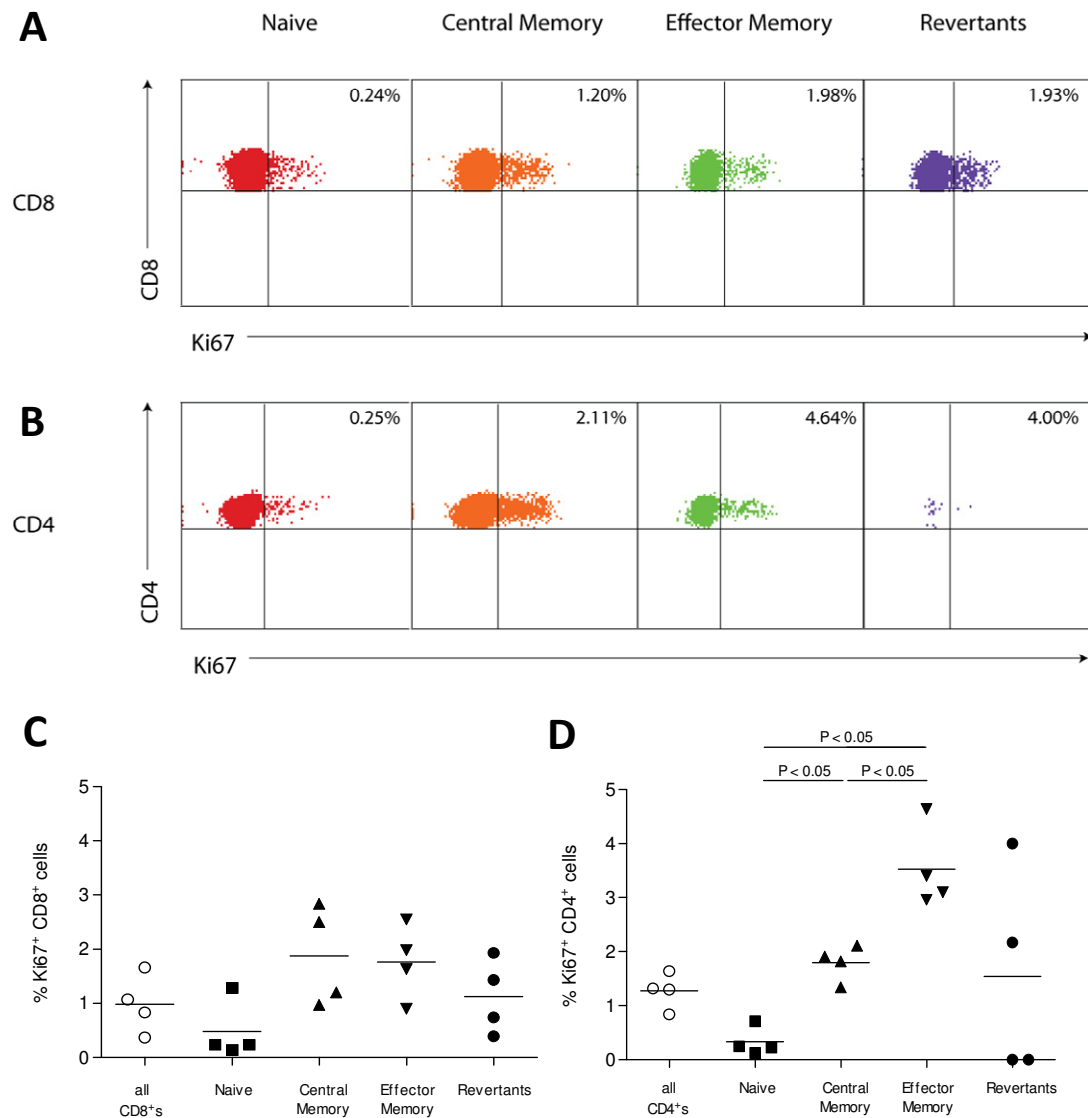 A
Naive Central Memory Effector Memory Revertants
0.24% 1.20% 1.98% 1.93%
CD8
CD8
Ki67
B
0.25% 2.11% 4.64% 4.00%
CD4
CD4
Ki67
C
% Ki67⁺ CD8⁺ cells
5
4
3
2
1
0
all CD8⁺s
Naive
Central Memory
Effector Memory
Revertants
D
P < 0.05
P < 0.05 P < 0.05
% Ki67⁺ CD4⁺ cells
5
4
3
2
1
0
all CD4⁺s
Naive
Central Memory
Effector Memory
Revertants